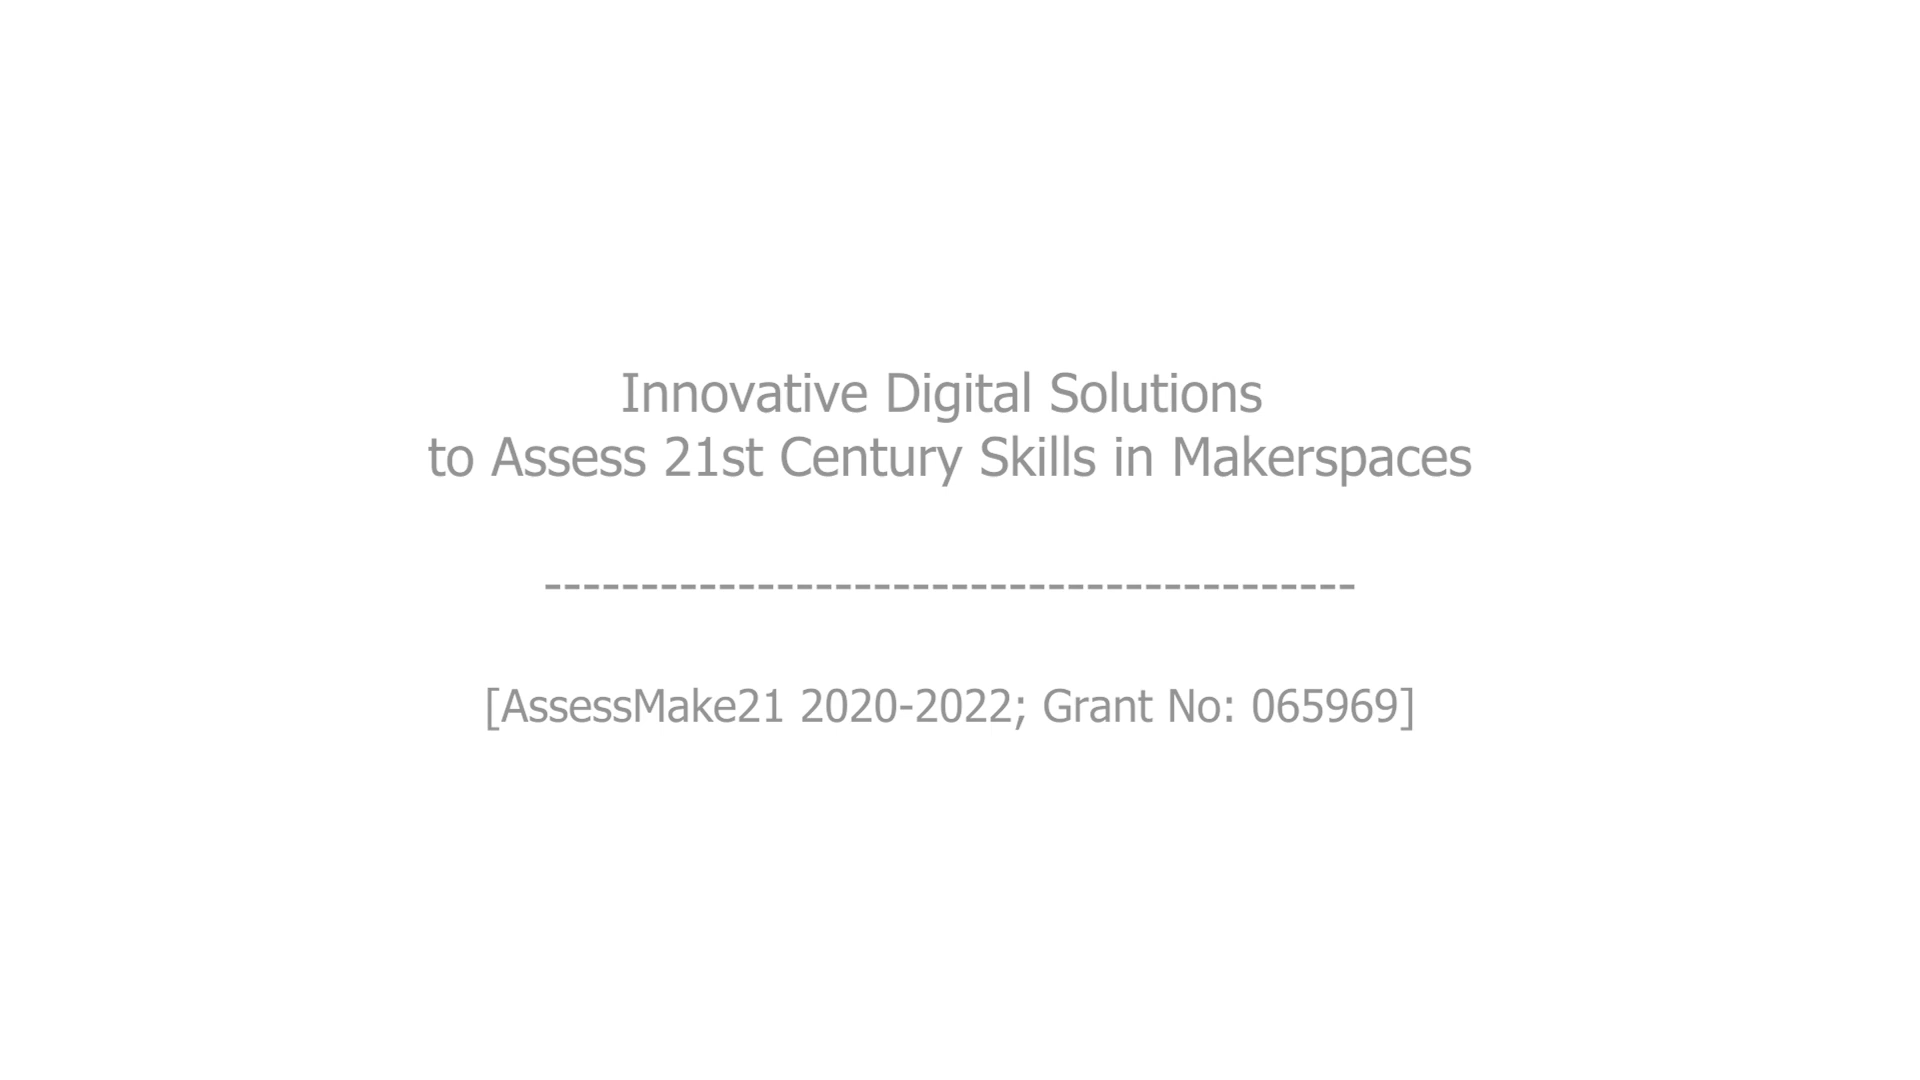 Innovative Digital Solutions
to Assess 21st Century Skills in Makerspaces
------------------------------------------
[AssessMake21 2020-2022; Grant No: 065969]